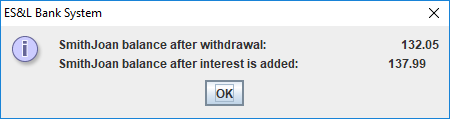 ES&L Bank System
SmithJoan balance after withdrawal: 132.05
SmithJoan balance after interest is added: 137.99
OK